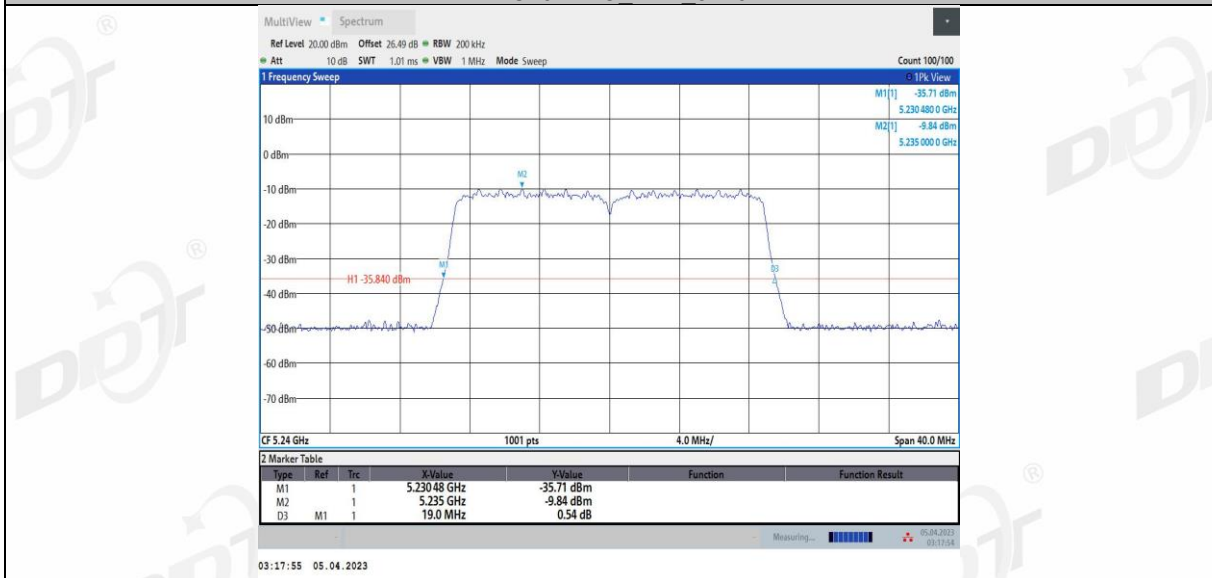 MultiView Spectrum
Ref Level 20.00 dBm Offset 26.49 dB RBW 200 kHz
Att 10 dB SWT 1.01 ms VBW 1 MHz Mode Sweep Count 100/100
1 Frequency Sweep 1Pk View
M1[1] -35.71 dBm
5.230 480 0 GHz
10 dBm
M2[1] -9.84 dBm
5.235 000 0 GHz
0 dBm
M2
-10 dBm
-20 dBm
-30 dBm
M1
D3
H1 -35.840 dBm
-40 dBm
-50 dBm
-60 dBm
-70 dBm
CF 5.24 GHz 1001 pts 4.0 MHz/ Span 40.0 MHz
2 Marker Table
Type Ref Trc X-Value Y-Value Function Function Result
M1 1 5.230 48 GHz -35.71 dBm
M2 1 5.235 GHz -9.84 dBm
D3 M1 1 19.0 MHz 0.54 dB
Measuring... 05.04.2023
03:17:54
03:17:55 05.04.2023